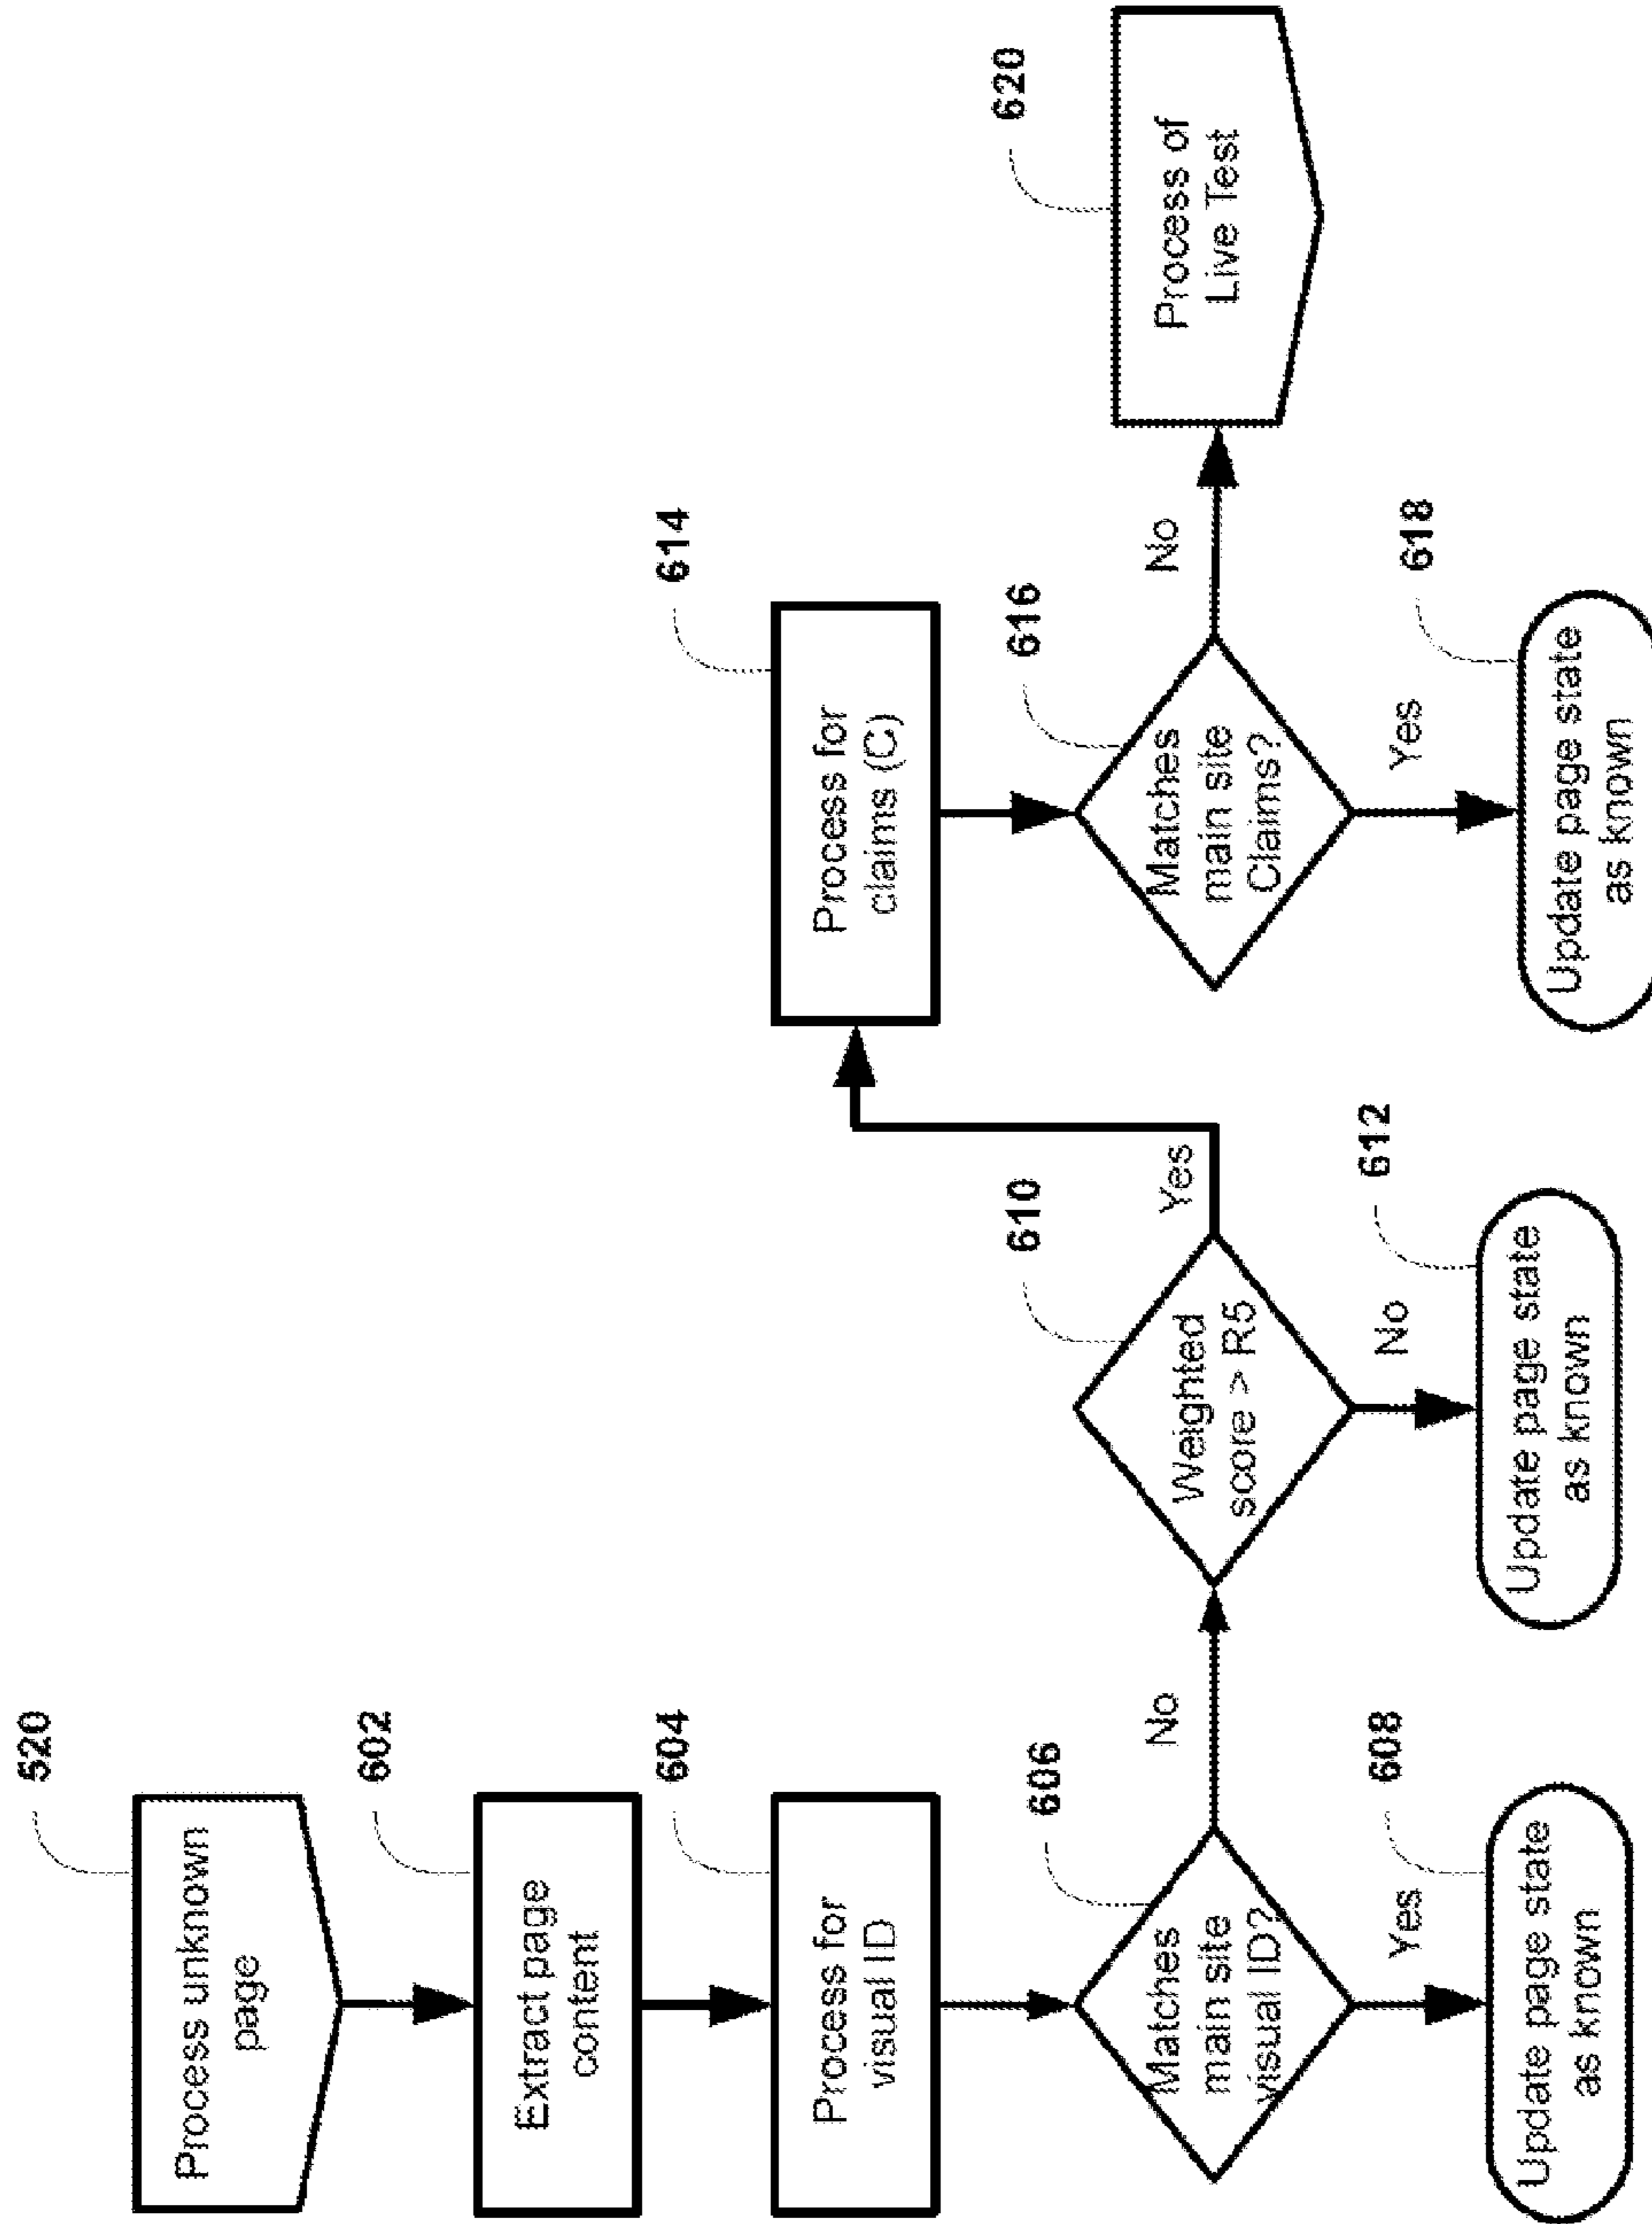 520
Process unknown
page
602
Extract page
content
604
Process for
visual ID
606
Matches
main site
visual ID?
No
Yes
608
Update page state
as known
610
Weighted
score > R5
Yes
No
612
Update page state
as known
614
Process for
claims (C)
616
Matches
main site
Claims?
No
Yes
618
Update page state
as known
620
Process of
Live Test